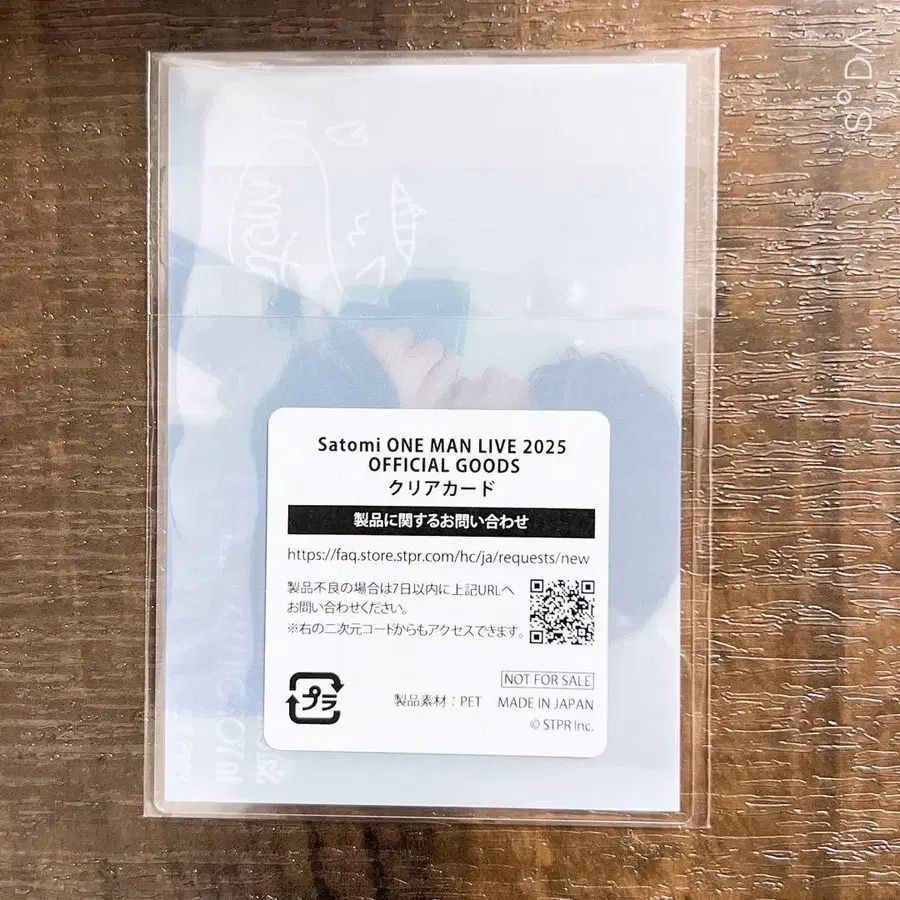 Satomi ONE MAN LIVE 2025
OFFICIAL GOODS
クリアカード
製品に関するお問い合わせ
https://faq.store.stpr.com/hc/ja/requests/new
製品不良の場合は7日以内に上記URLへ
お問い合わせください。
※右の二次元コードからもアクセスできます。
プラ
NOT FOR SALE
製品素材：PET MADE IN JAPAN
© STPR Inc.